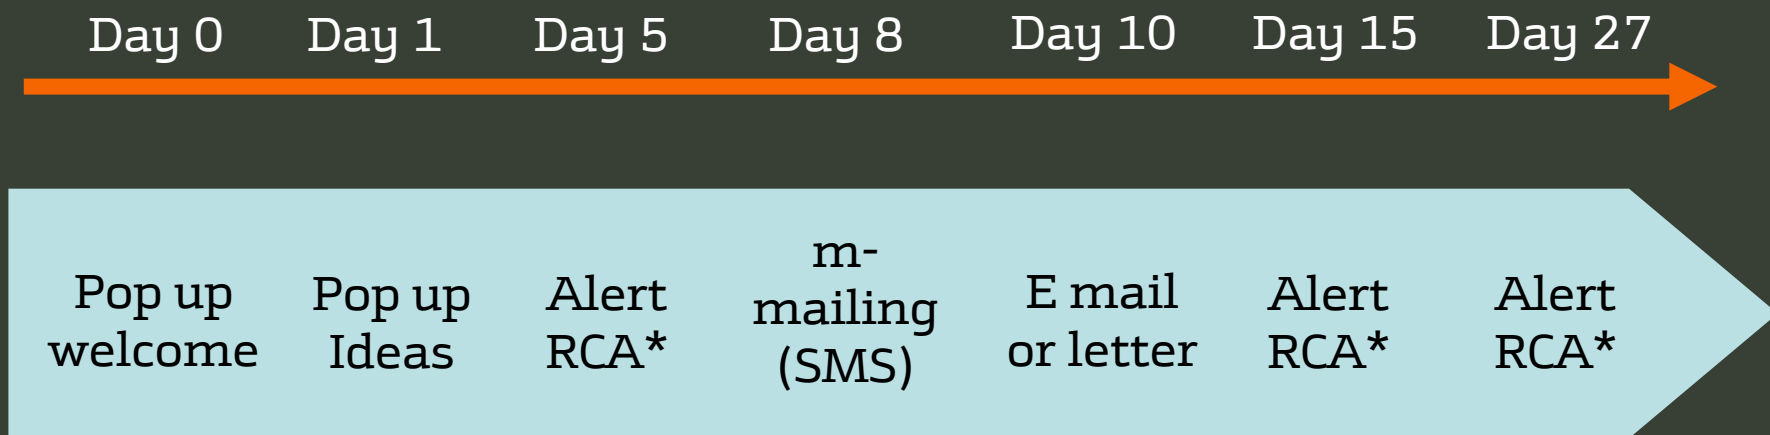 Day 0 Day 1 Day 5 Day 8 Day 10 Day 15 Day 27
Pop up
welcome
Pop up
Ideas
Alert
RCA*
m-
mailing
(SMS)
E mail
or letter
Alert
RCA*
Alert
RCA*